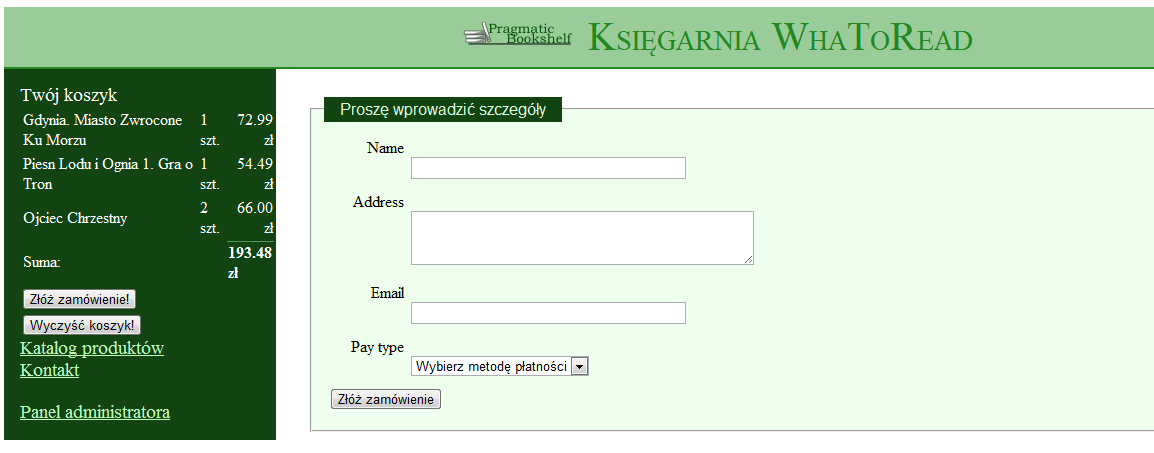 Pragmatic
Bookshelf
Księgarnia WhaToRead
Twój koszyk
Gdynia. Miasto Zwrocone 1 72.99
Ku Morzu szt. zł
Piesn Lodu i Ognia 1. Gra o 1 54.49
Tron szt. zł
Ojciec Chrzestny 2 66.00
szt. zł
Suma: 193.48
zł
Złóż zamówienie!
Wyczyść koszyk!
Katalog produktów
Kontakt
Panel administratora
Proszę wprowadzić szczegóły
Name
Address
Email
Pay type
Wybierz metodę płatności
Złóż zamówienie